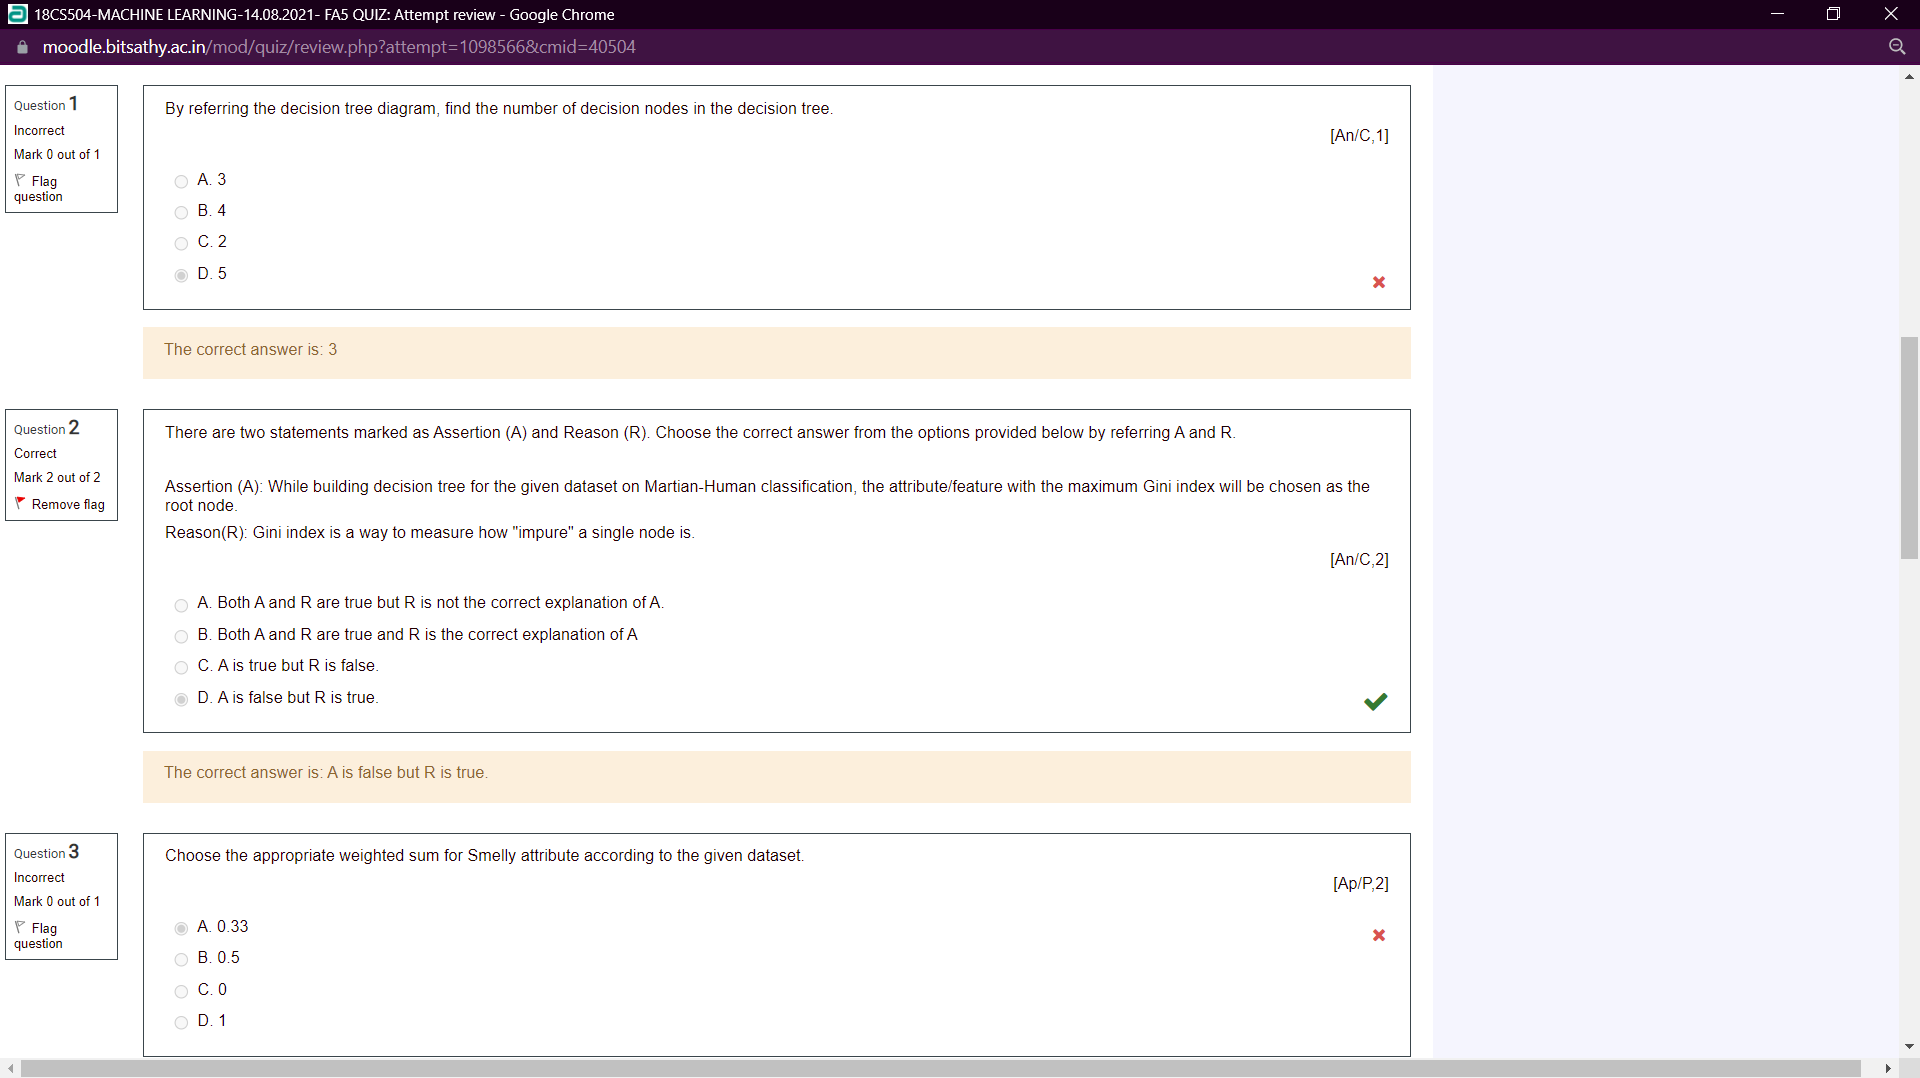 18CS504-MACHINE LEARNING-14.08.2021- FA5 QUIZ: Attempt review - Google Chrome
moodle.bitsathy.ac.in/mod/quiz/review.php?attempt=1098566&cmid=40504
Question 1
Incorrect
Mark 0 out of 1
Flag
question
By referring the decision tree diagram, find the number of decision nodes in the decision tree.
[An/C,1]
A. 3
B. 4
C. 2
D. 5
The correct answer is: 3
Question 2
Correct
Mark 2 out of 2
Remove flag
There are two statements marked as Assertion (A) and Reason (R). Choose the correct answer from the options provided below by referring A and R.
Assertion (A): While building decision tree for the given dataset on Martian-Human classification, the attribute/feature with the maximum Gini index will be chosen as the
root node.
Reason(R): Gini index is a way to measure how "impure" a single node is.
[An/C,2]
A. Both A and R are true but R is not the correct explanation of A.
B. Both A and R are true and R is the correct explanation of A
C. A is true but R is false.
D. A is false but R is true.
The correct answer is: A is false but R is true.
Question 3
Incorrect
Mark 0 out of 1
Flag
question
Choose the appropriate weighted sum for Smelly attribute according to the given dataset.
[Ap/P,2]
A. 0.33
B. 0.5
C. 0
D. 1